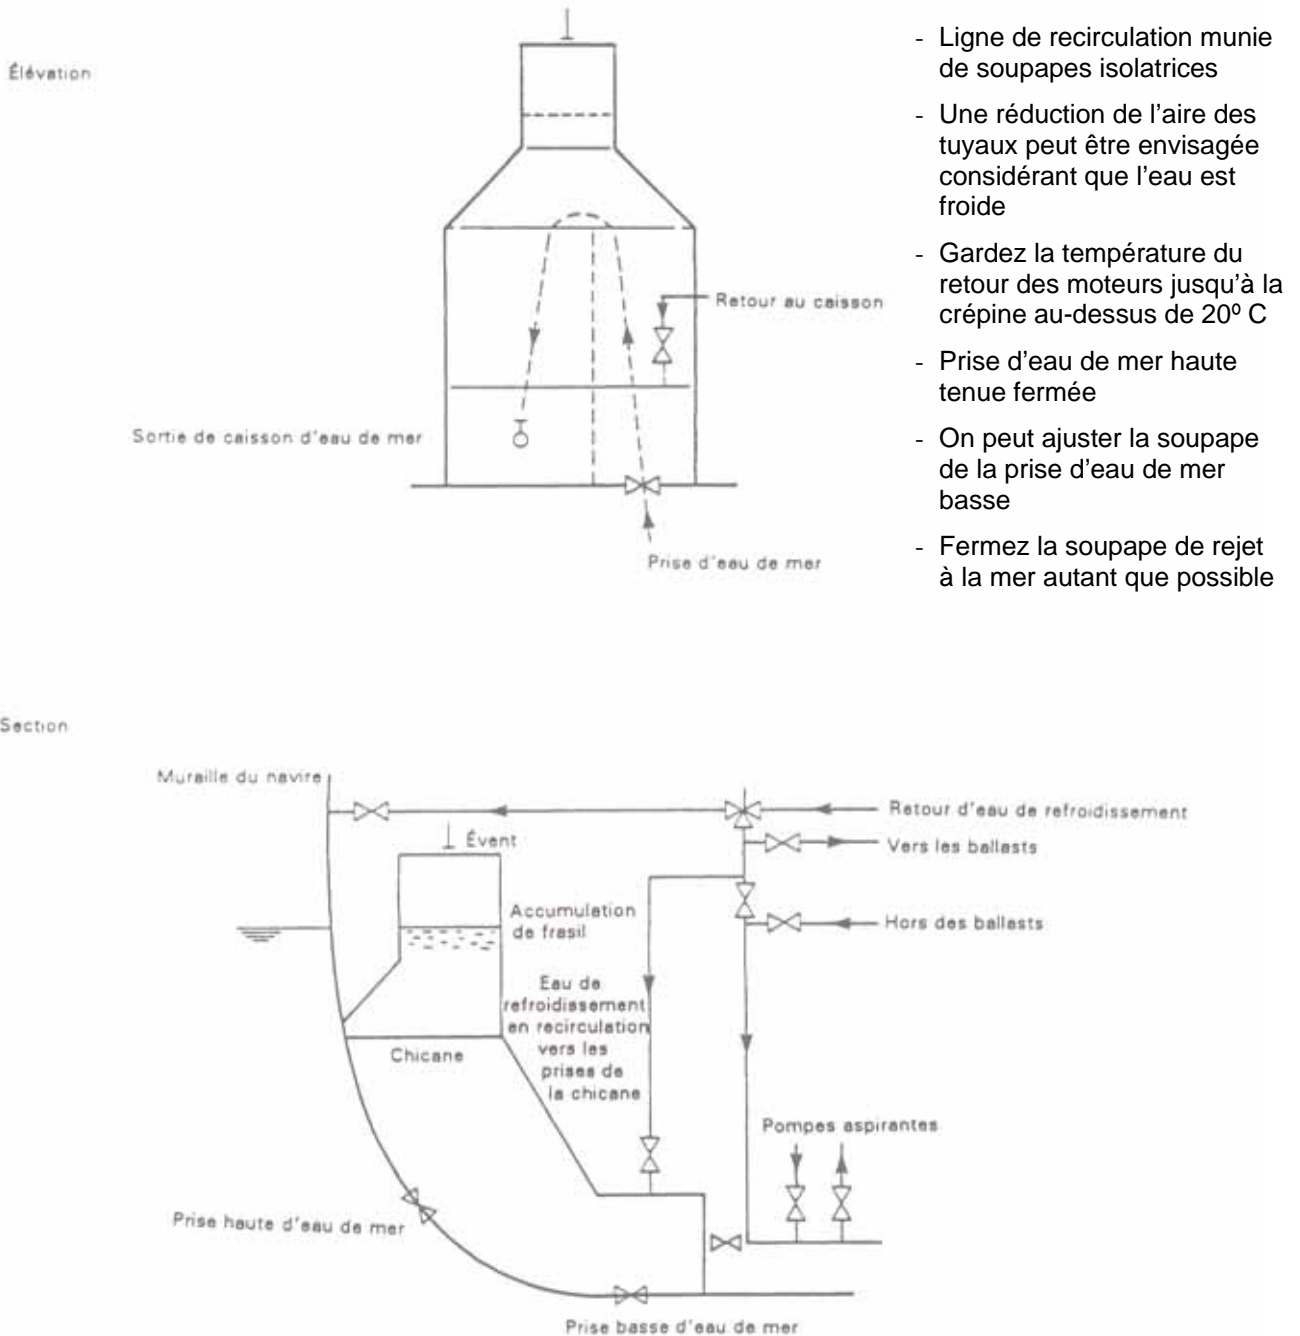 Élévation
Retour au caisson
Sortie de caisson d'eau de mer
Prise d'eau de mer
- Ligne de recirculation munie
de soupapes isolatrices
- Une réduction de l'aire des
tuyaux peut être envisagée
considérant que l'eau est
froide
- Gardez la température du
retour des moteurs jusqu'à la
crépine au-dessus de 20º C
- Prise d'eau de mer haute
tenue fermée
- On peut ajuster la soupape
de la prise d'eau de mer
basse
- Fermez la soupape de rejet
à la mer autant que possible
Section
Muraille du navire
Évent
Accumulation
de frasil
Eau de
refroidissement
en recirculation
vers les
prises de
la chicane
Chicane
Retour d'eau de refroidissement
Vers les ballasts
Hors des ballasts
Pompes aspirantes
Prise haute d'eau de mer
Prise basse d'eau de mer